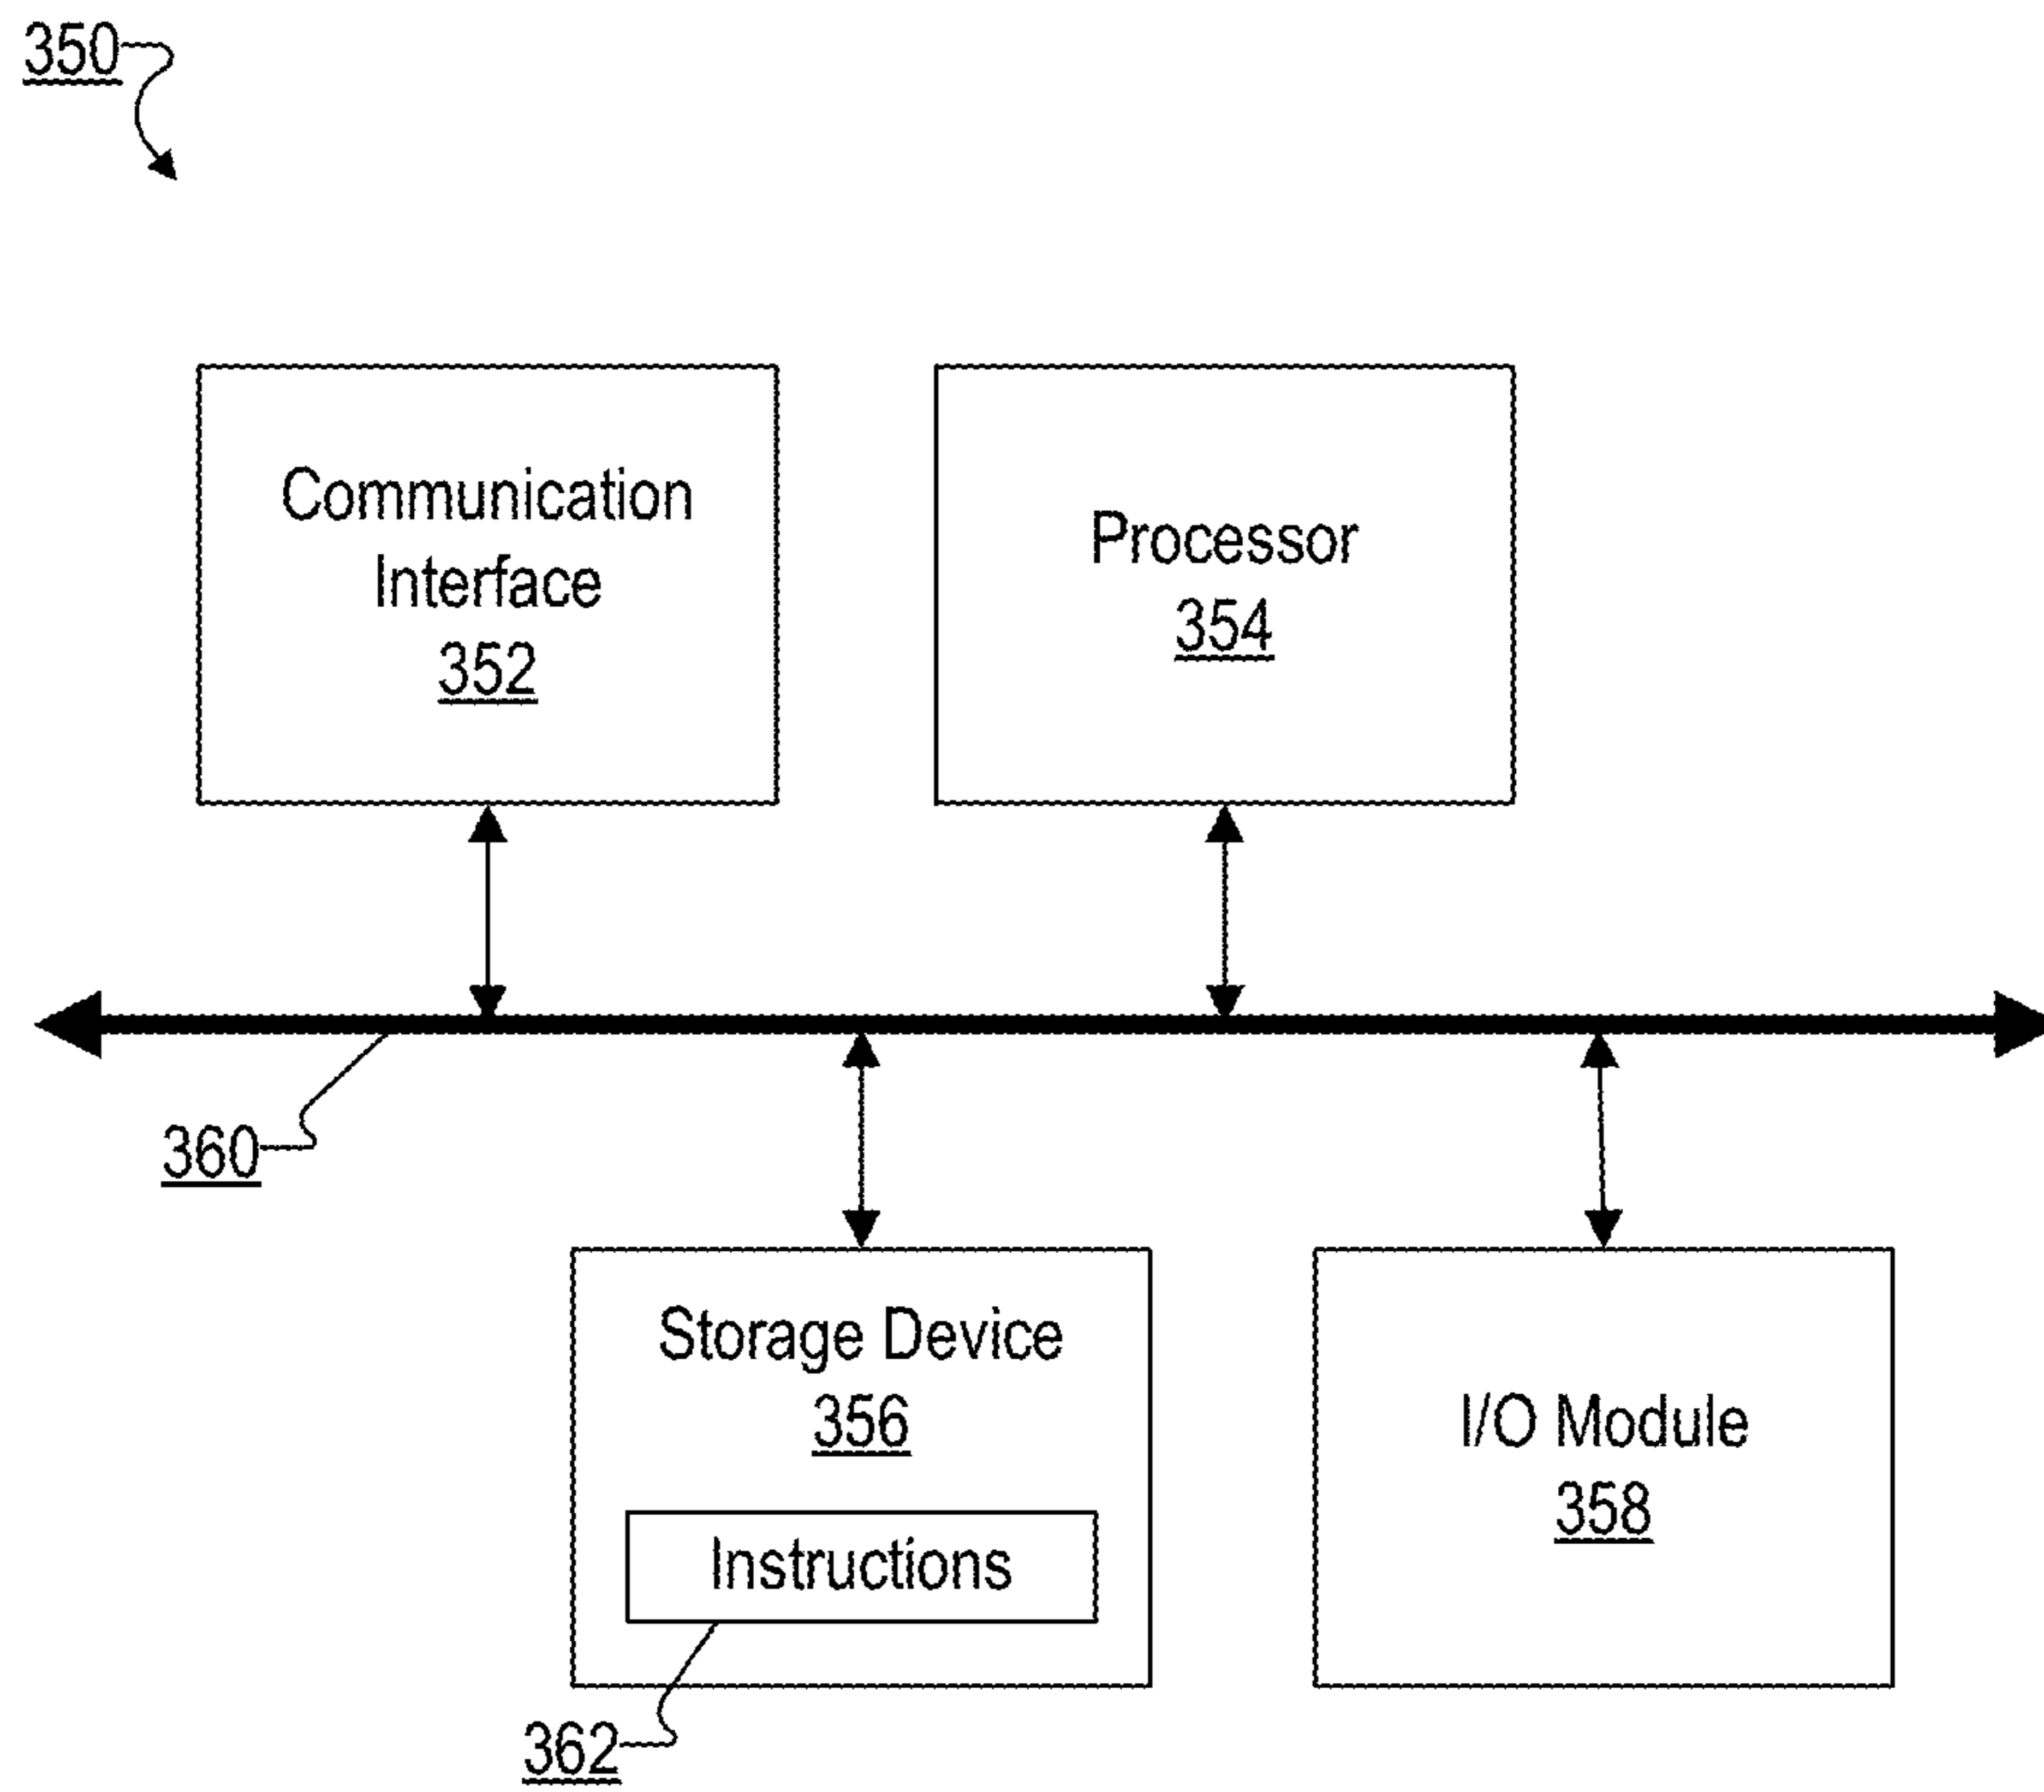 350
Communication
Interface
352
Processor
354
360
Storage Device
356
Instructions
362
I/O Module
358